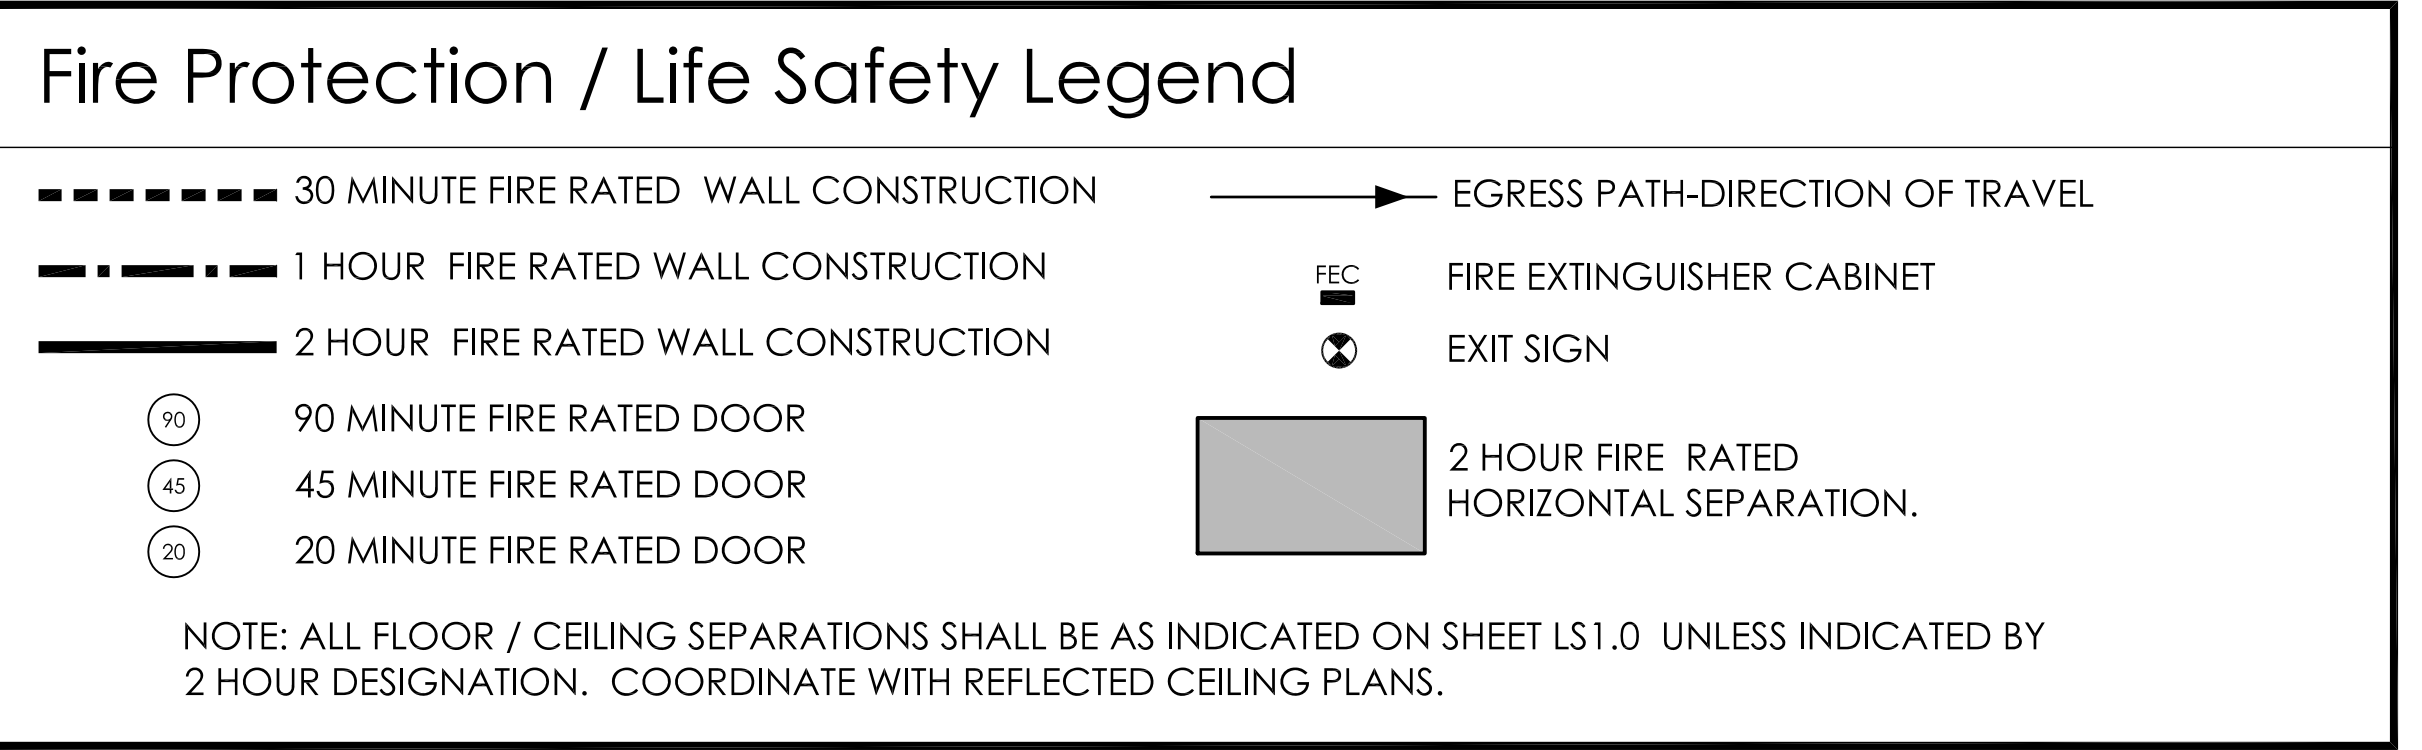 Fire Protection / Life Safety Legend
30 MINUTE FIRE RATED WALL CONSTRUCTION
1 HOUR FIRE RATED WALL CONSTRUCTION
2 HOUR FIRE RATED WALL CONSTRUCTION
90 90 MINUTE FIRE RATED DOOR
45 45 MINUTE FIRE RATED DOOR
20 20 MINUTE FIRE RATED DOOR
EGRESS PATH-DIRECTION OF TRAVEL
FEC FIRE EXTINGUISHER CABINET
EXIT SIGN
2 HOUR FIRE RATED
HORIZONTAL SEPARATION.
NOTE: ALL FLOOR / CEILING SEPARATIONS SHALL BE AS INDICATED ON SHEET LS1.0 UNLESS INDICATED BY
2 HOUR DESIGNATION. COORDINATE WITH REFLECTED CEILING PLANS.